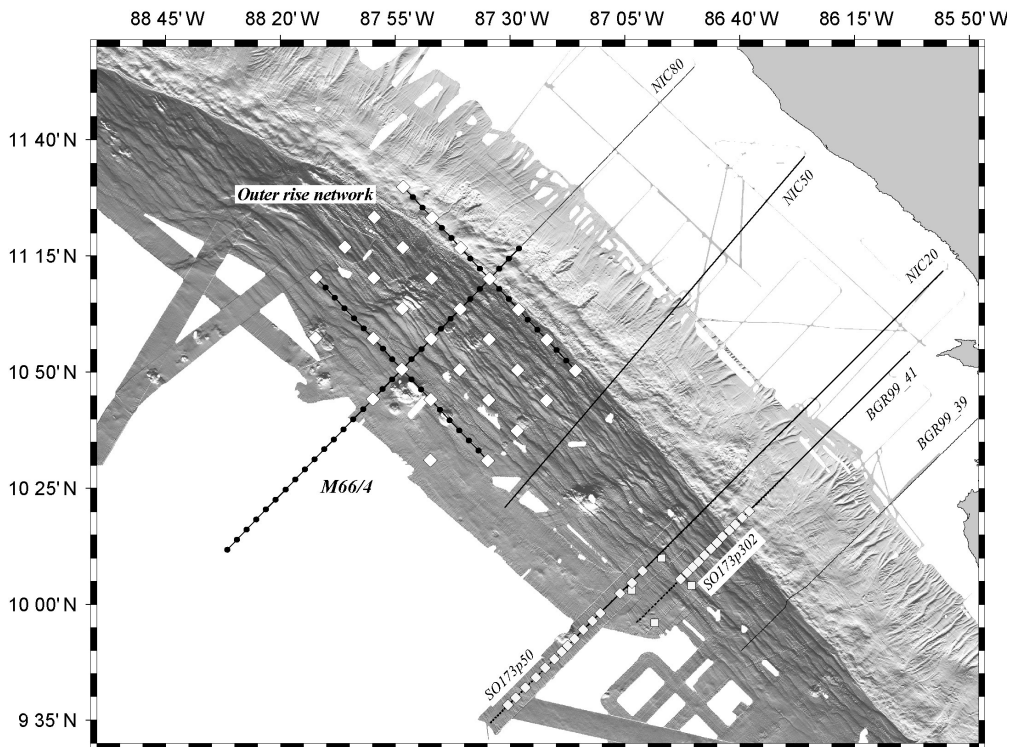 88 45' W 88 20' W 87 55' W 87 30' W 87 05' W 86 40' W 86 15' W 85 50' W
11 40' N
11 15' N
10 50' N
10 25' N
10 00' N
9 35' N
NIC80
NIC50
NIC20
Outer rise network
BGR99_41
BGR99_39
M66/4
SO173p302
SO173p50